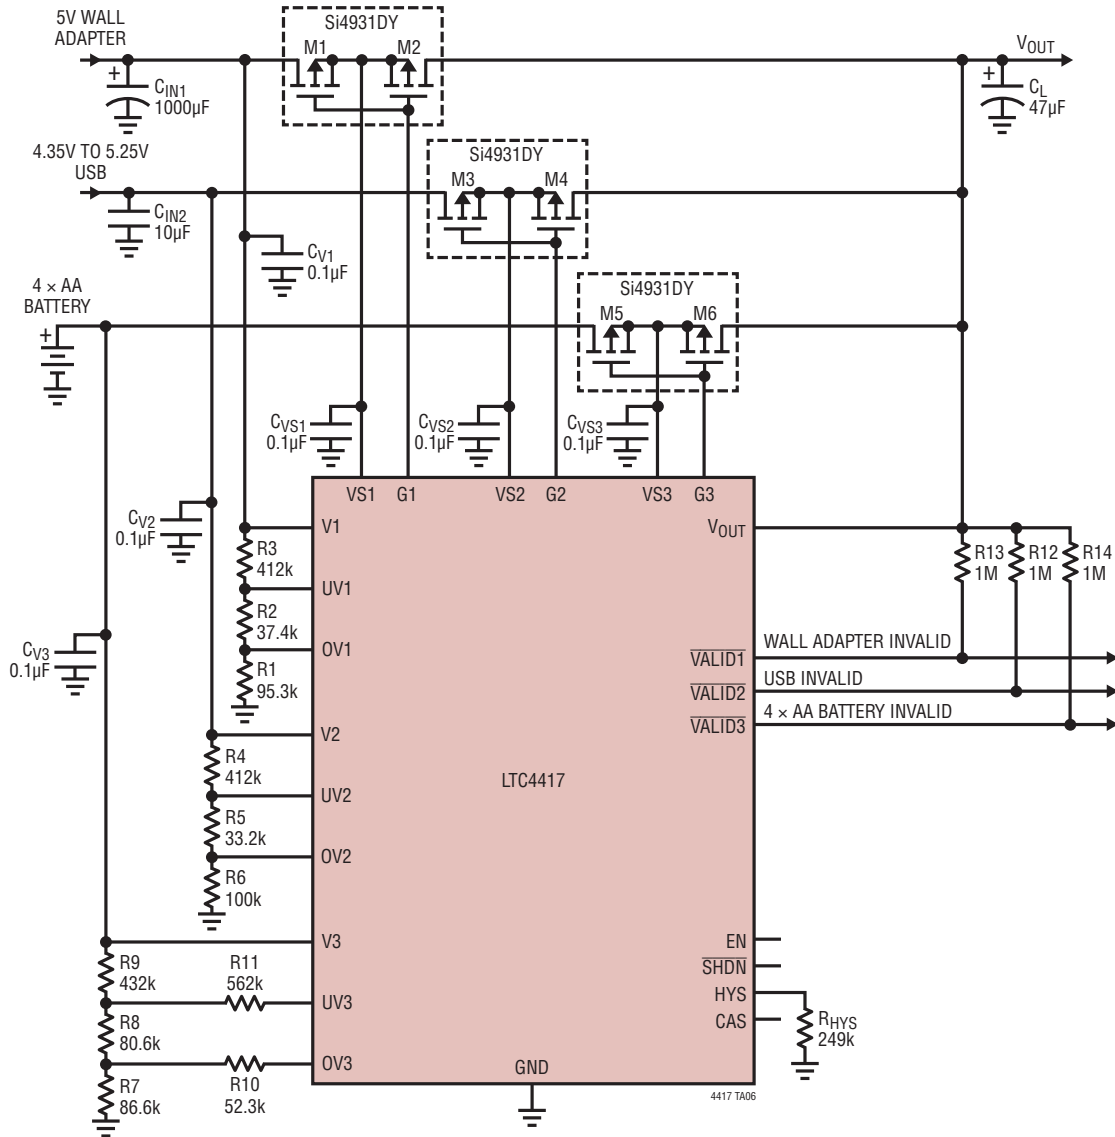 5V WALL
ADAPTER
Si4931DY
M1 M2
VOUT
+
CIN1
1000µF
+
CL
47µF
4.35V TO 5.25V
USB
Si4931DY
M3 M4
CIN2
10µF
CV1
0.1µF
4 × AA
BATTERY
+
Si4931DY
M5 M6
CVS1
0.1µF
CVS2
0.1µF
CVS3
0.1µF
VS1 G1 VS2 G2 VS3 G3
CV2
0.1µF
V1
VOUT
R3
412k
R13
1M
R12
1M
R14
1M
UV1
R2
37.4k
OV1
R1
95.3k
CV3
0.1µF
VALID1
WALL ADAPTER INVALID
VALID2
USB INVALID
VALID3
4 × AA BATTERY INVALID
V2
R4
412k
LTC4417
UV2
R5
33.2k
OV2
R6
100k
V3
EN
R9
432k
R11
562k
SHDN
UV3
HYS
R8
80.6k
CAS
RHYS
249k
OV3
GND
R7
86.6k
R10
52.3k
4417 TA06